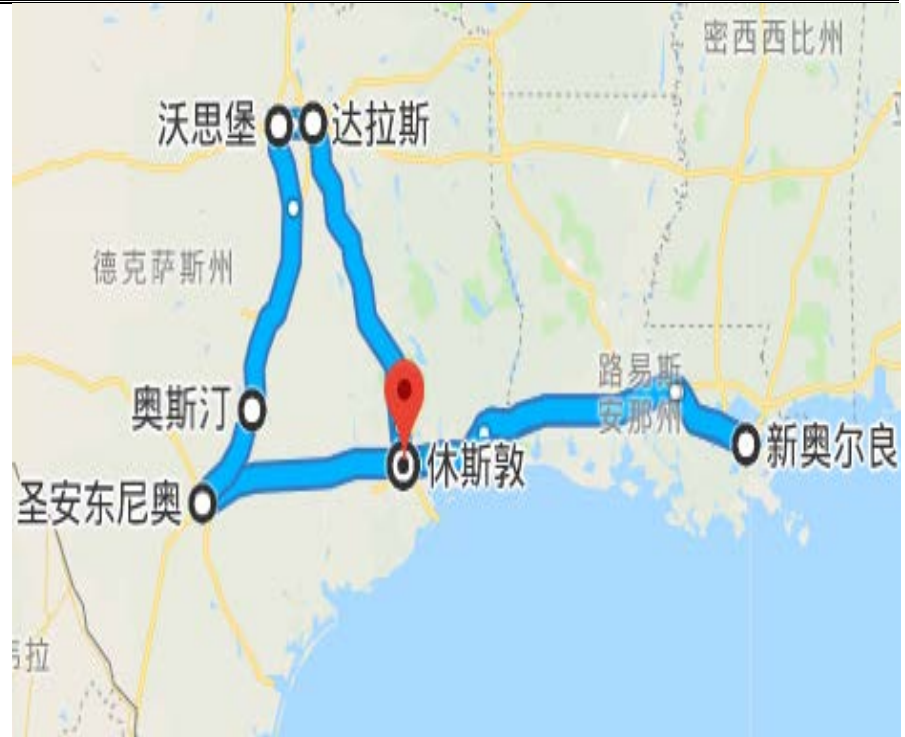 密西西比州
沃思堡
达拉斯
德克萨斯州
路易斯
安那州
奥斯汀
新奥尔良
休斯敦
圣安东尼奥
拉